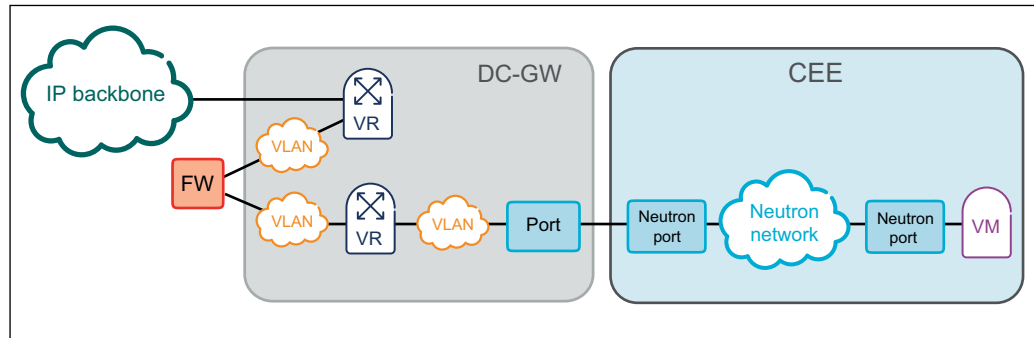 DC-GW
CEE
IP backbone
VR
VLAN
FW
VLAN
VR
VLAN
Port
Neutron
port
Neutron
network
Neutron
port
VM